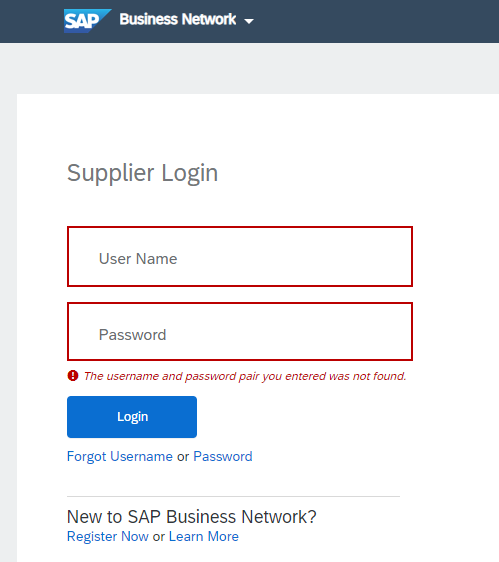 SAP Business Network
Supplier Login
User Name
Password
The username and password pair you entered was not found.
Login
Forgot Username or Password
New to SAP Business Network?
Register Now or Learn More